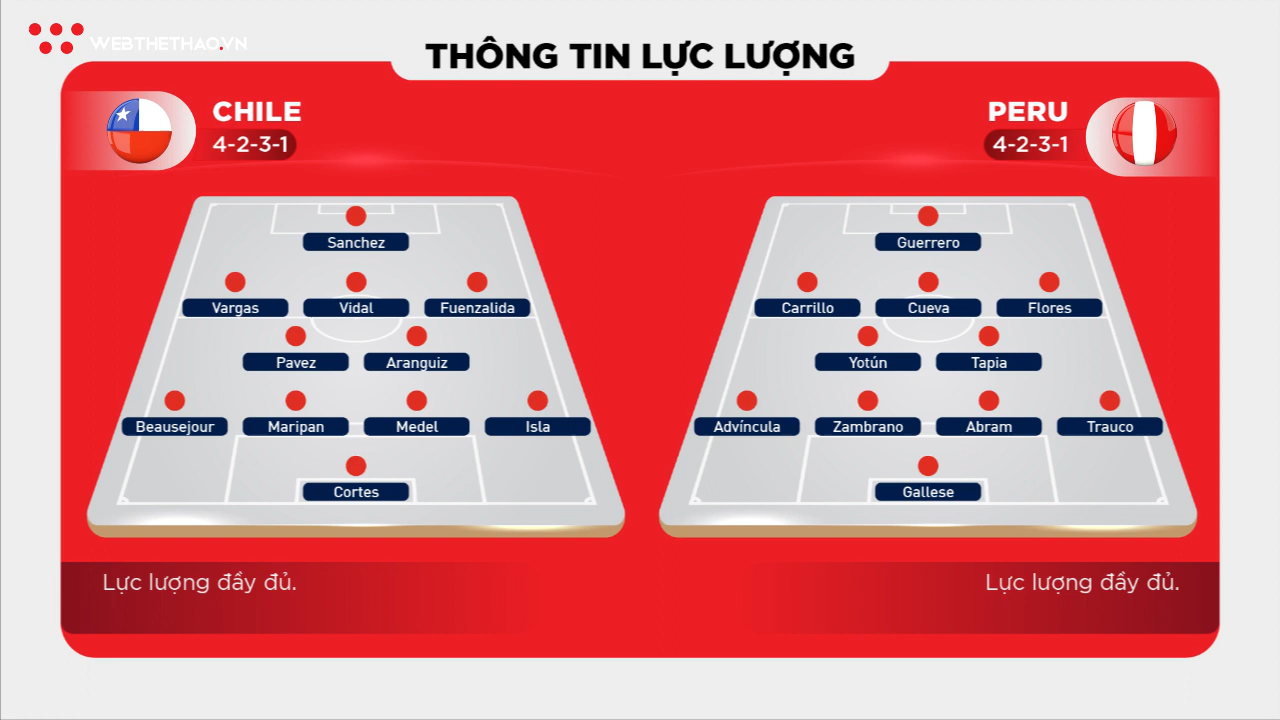 WEBTHETHAO.VN
THÔNG TIN LỰC LƯỢNG
CHILE
4-2-3-1
PERU
4-2-3-1
Sanchez
Vargas Vidal Fuenzalida
Pavez Aranguiz
Beausejour Maripan Medel Isla
Cortes
Guerrero
Carrillo Cueva Flores
Yotún Tapia
Advíncula Zambrano Abram Trauco
Gallese
Lực lượng đầy đủ.
Lực lượng đầy đủ.